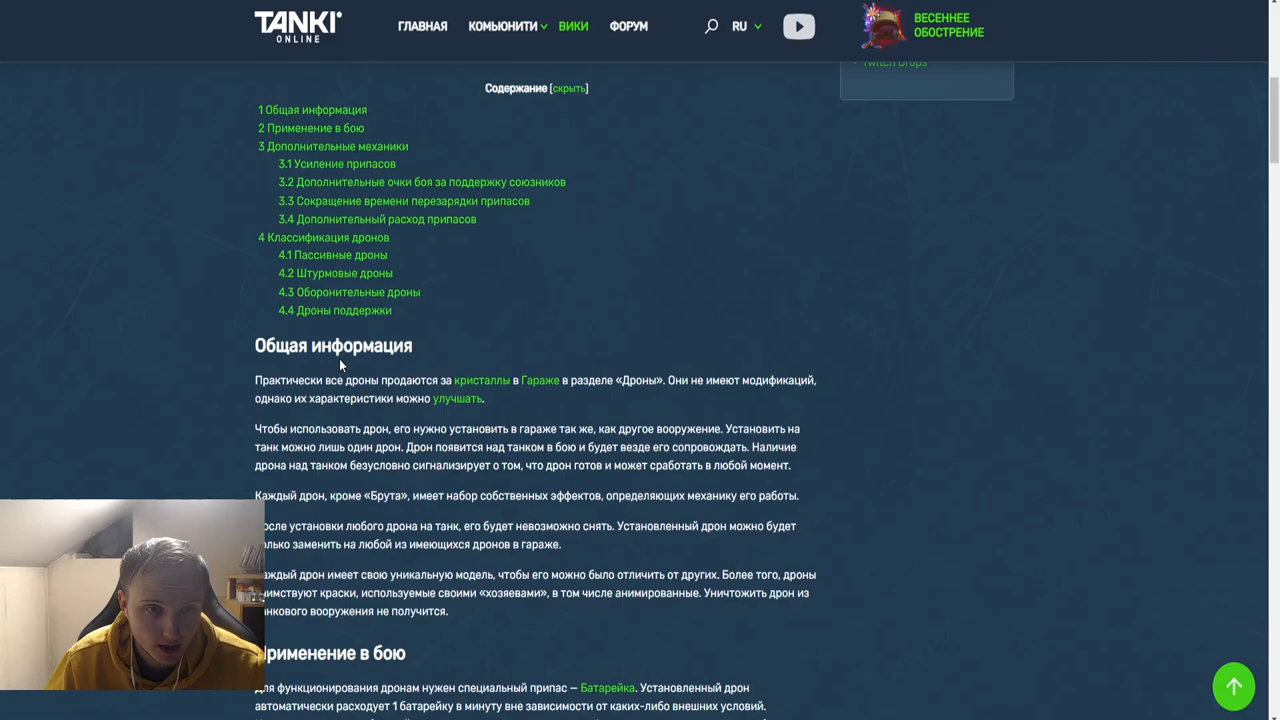 TANKI
ONLINE
ГЛАВНАЯ
КОМЬЮНИТИ
ВИКИ
ФОРУМ
RU
ВЕСЕННЕЕ
ОБОСТРЕНИЕ
Twitch Drops
Содержание [скрыть]
1 Общая информация
2 Применение в бою
3 Дополнительные механики
3.1 Усиление припасов
3.2 Дополнительные очки боя за поддержку союзников
3.3 Сокращение времени перезарядки припасов
3.4 Дополнительный расход припасов
4 Классификация дронов
4.1 Пассивные дроны
4.2 Штурмовые дроны
4.3 Оборонительные дроны
4.4 Дроны поддержки
Общая информация
Практически все дроны продаются за кристаллы в Гараже в разделе «Дроны». Они не имеют модификаций,
однако их характеристики можно улучшать.
Чтобы использовать дрон, его нужно установить в гараже так же, как другое вооружение. Установить на
танк можно лишь один дрон. Дрон появится над танком в бою и будет везде его сопровождать. Наличие
дрона над танком безусловно сигнализирует о том, что дрон готов и может сработать в любой момент.
Каждый дрон, кроме «Брута», имеет набор собственных эффектов, определяющих механику его работы.
осле установки любого дрона на танк, его будет невозможно снять. Установленный дрон можно будет
олько заменить на любой из имеющихся дронов в гараже.
аждый дрон имеет свою уникальную модель, чтобы его можно было отличить от других. Более того, дроны
имствуют краски, используемые своими «хозяевами», в том числе анимированные. Уничтожить дрон из
анкового вооружения не получится.
рименение в бою
Для функционирования дронам нужен специальный припас – Батарейка. Установленный дрон
автоматически расходует 1 батарейку в минуту вне зависимости от каких-либо внешних условий.